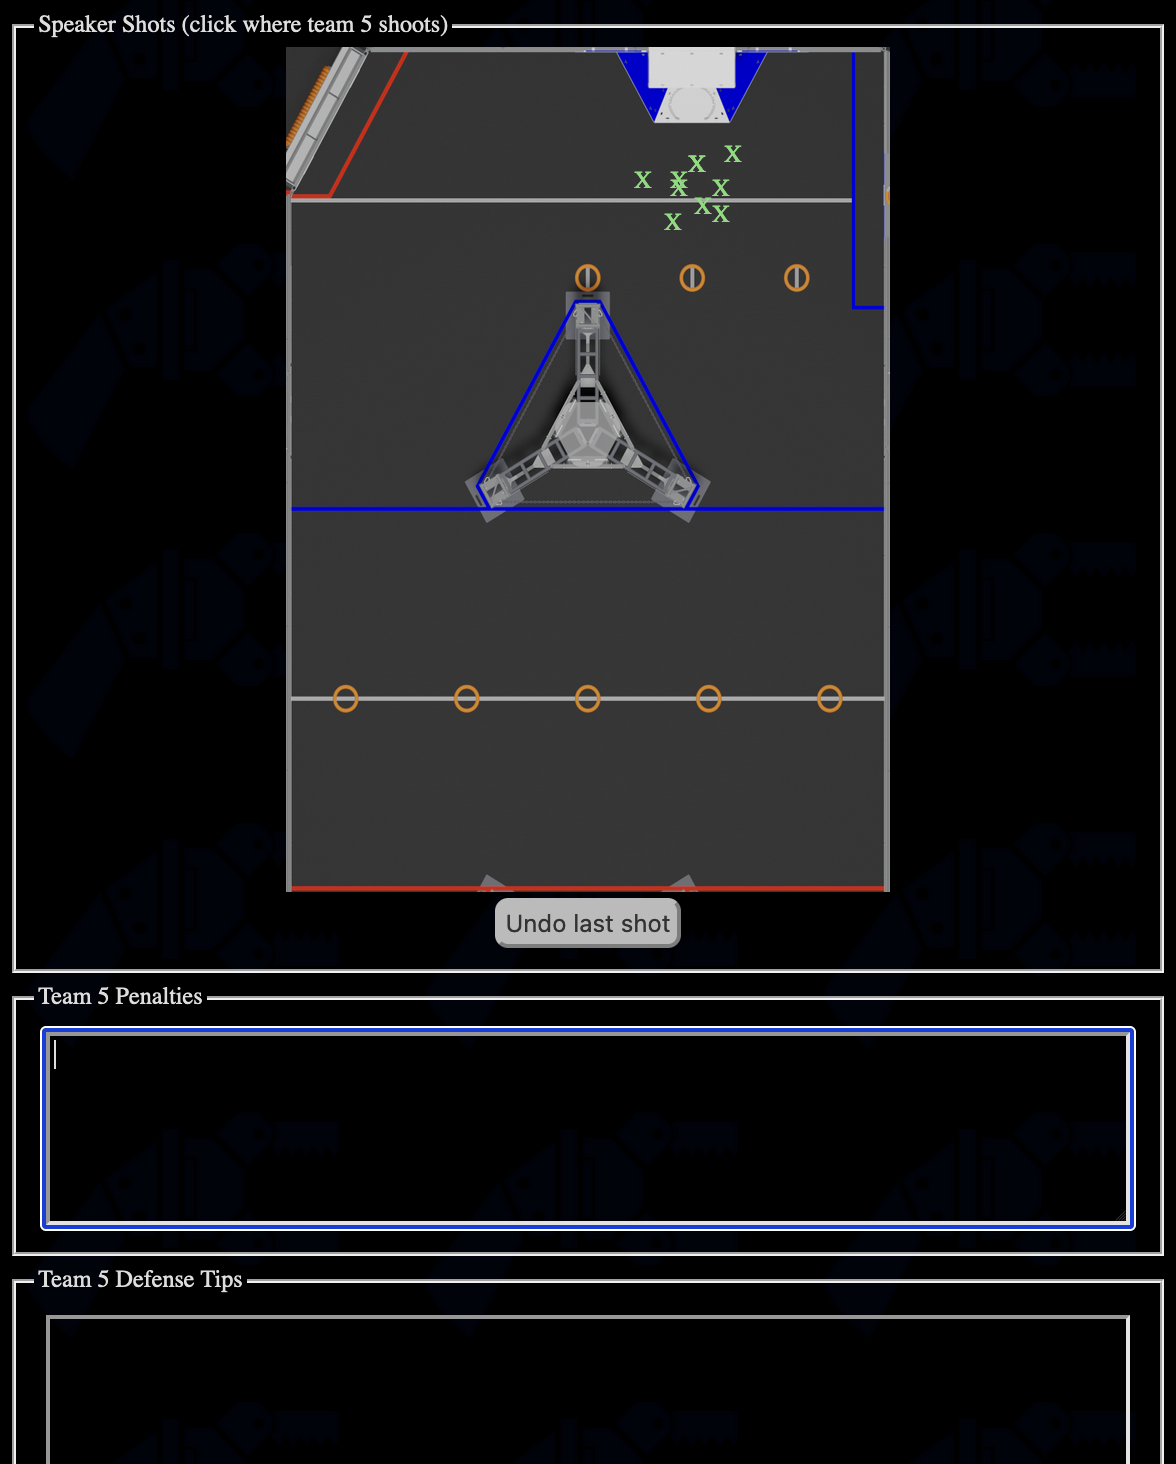 Speaker Shots (click where team 5 shoots)
x
x
x
x
x
x
x
x
x
Undo last shot
Team 5 Penalties
Team 5 Defense Tips